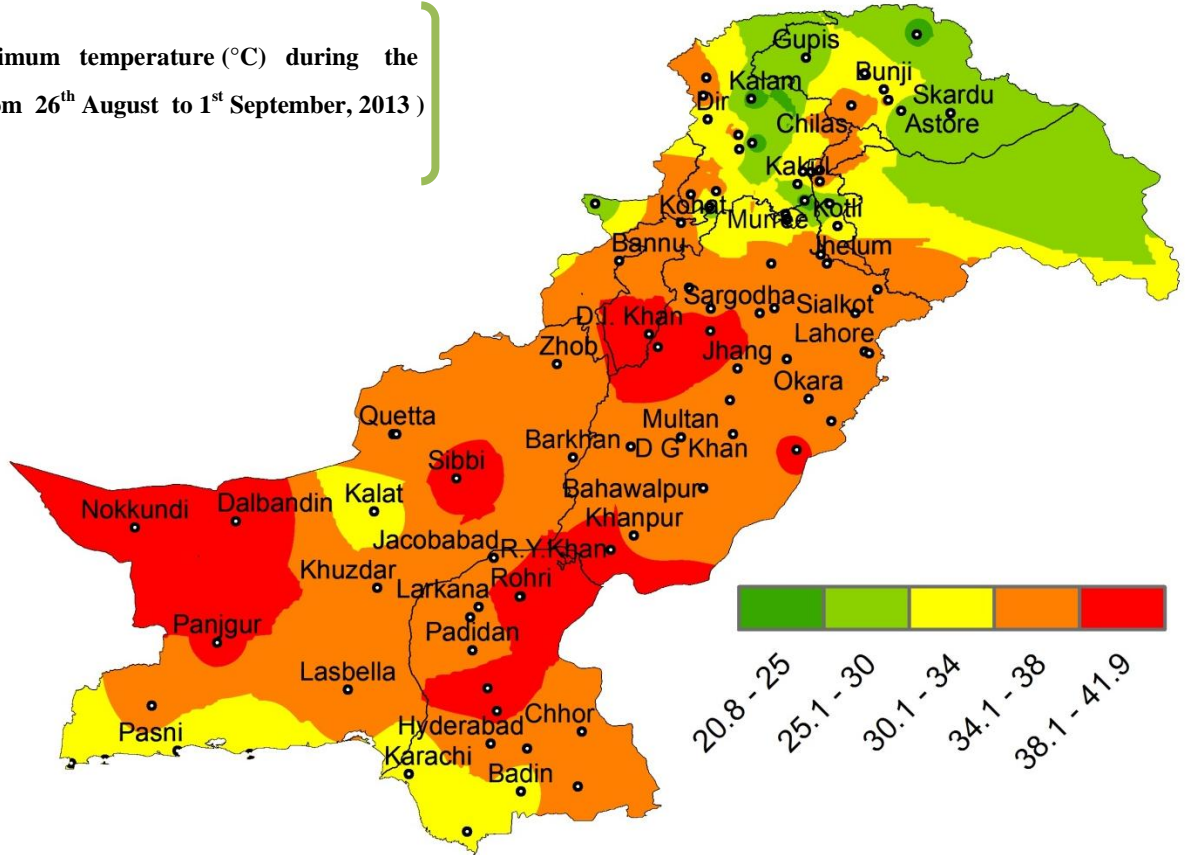 temperature (°C) during the
26th August to 1st September, 2013 )
Gupis
Bunji
Kalam
Skardu
Dir
Astore
Chilas
Kakul
Kohat
Kotli
Murree
Bannu
Jhelum
Sargodha
Sialkot
D.I. Khan
Lahore
Zhob
Jhang
Okara
Quetta
Multan
Barkhan
D G Khan
Sibbi
Kalat
Bahawalpur
Nokkundi
Dalbandin
Khanpur
Jacobabad
R.Y.Khan
Khuzdar
Larkana
Rohri
Panjgur
Padidan
Lasbella
Pasni
Hyderabad
Chhor
Karachi
Badin
20.8 - 25
25.1 - 30
30.1 - 34
34.1 - 38
38.1 - 41.9